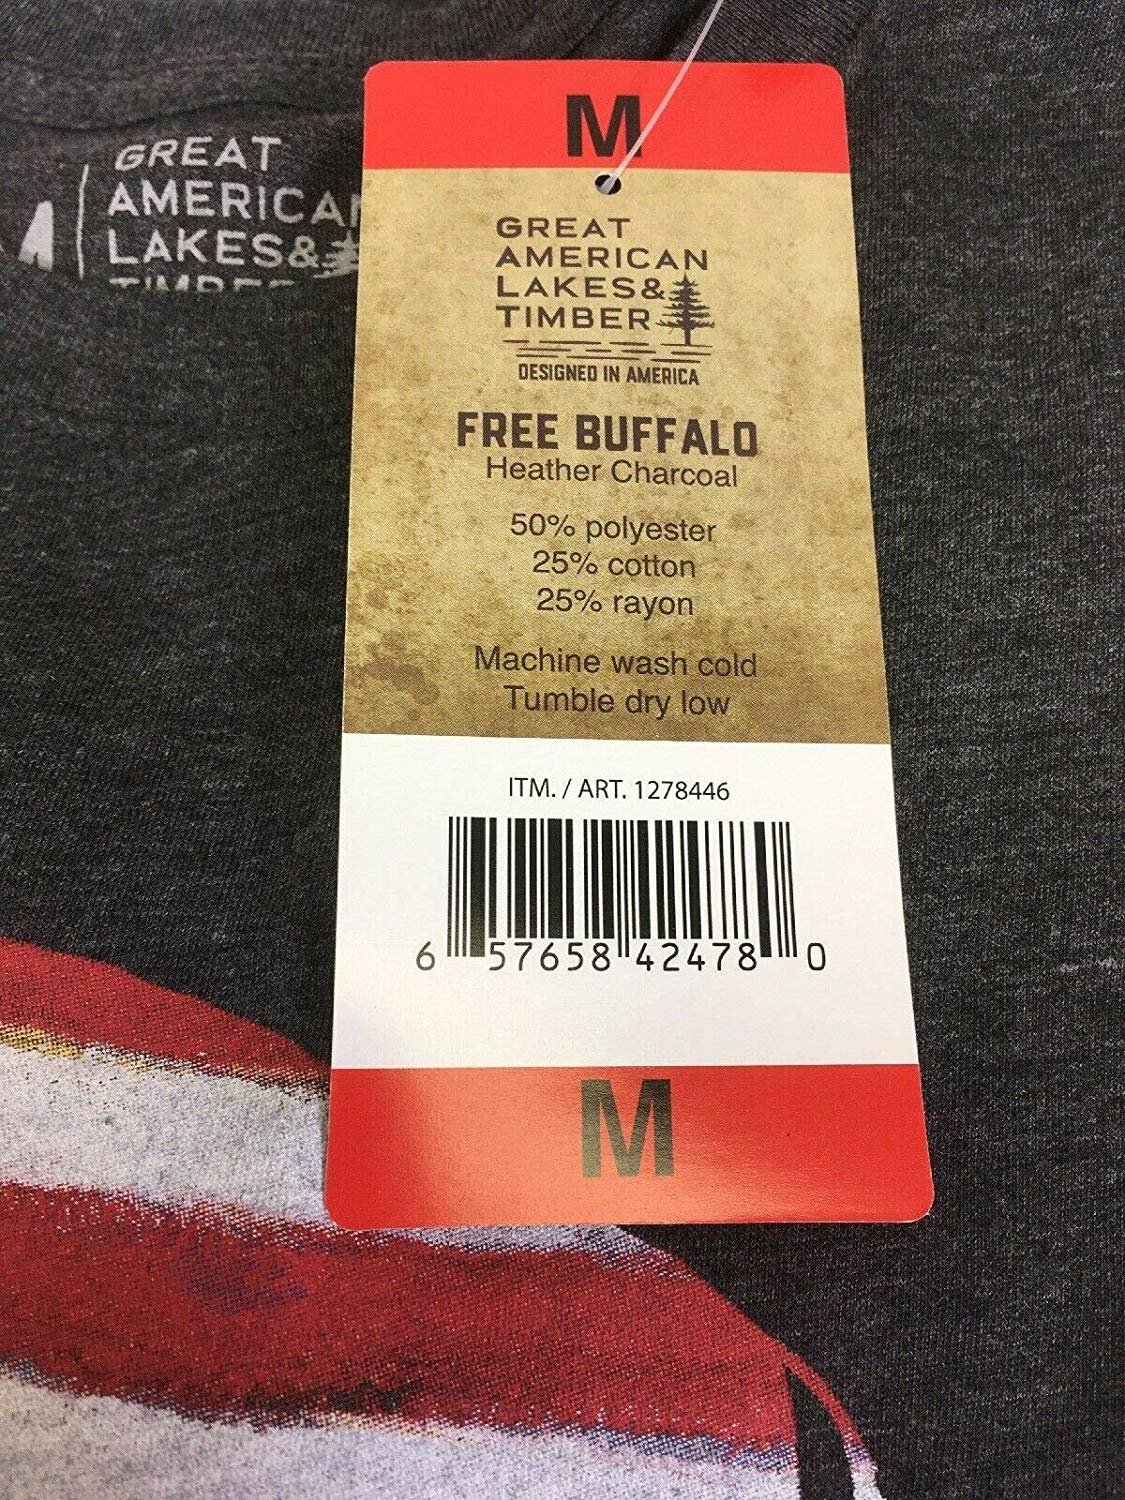 M
GREAT
AMERICAN
LAKES&
TIMBER
DESIGNED IN AMERICA
FREE BUFFALO
Heather Charcoal
50% polyester
25% cotton
25% rayon
Machine wash cold
Tumble dry low
ITM. / ART. 1278446
6 57658 42478 0
M
GREAT
AMERICAN
LAKES&
TIMBER